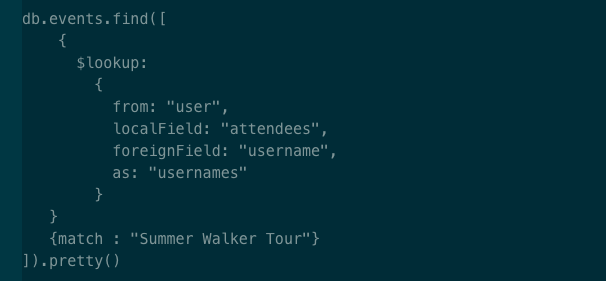 db.events.find([
    {
      $lookup:
        {
          from: "user",
          localField: "attendees",
          foreignField: "username",
          as: "usernames"
        }
   }
   {match : "Summer Walker Tour"}
]).pretty()